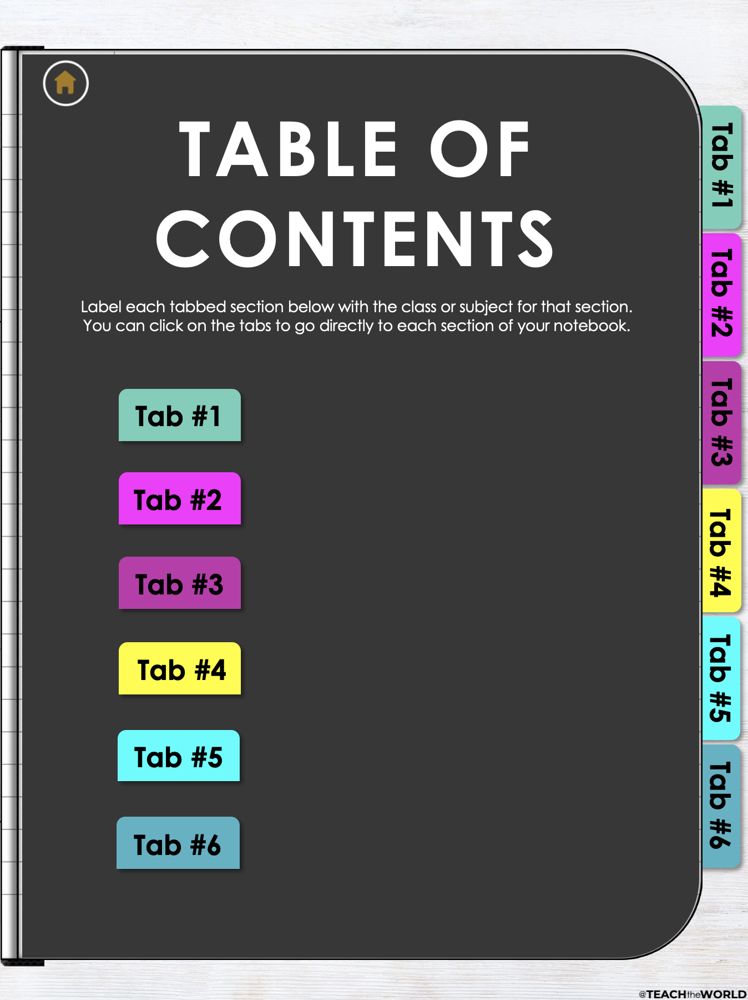 TABLE OF
CONTENTS
Label each tabbed section below with the class or subject for that section.
You can click on the tabs to go directly to each section of your notebook.
Tab #1
Tab #2
Tab #3
Tab #4
Tab #5
Tab #6
Tab #1
Tab #2
Tab #3
Tab #4
Tab #5
Tab #6
@TEACHtheWORLD